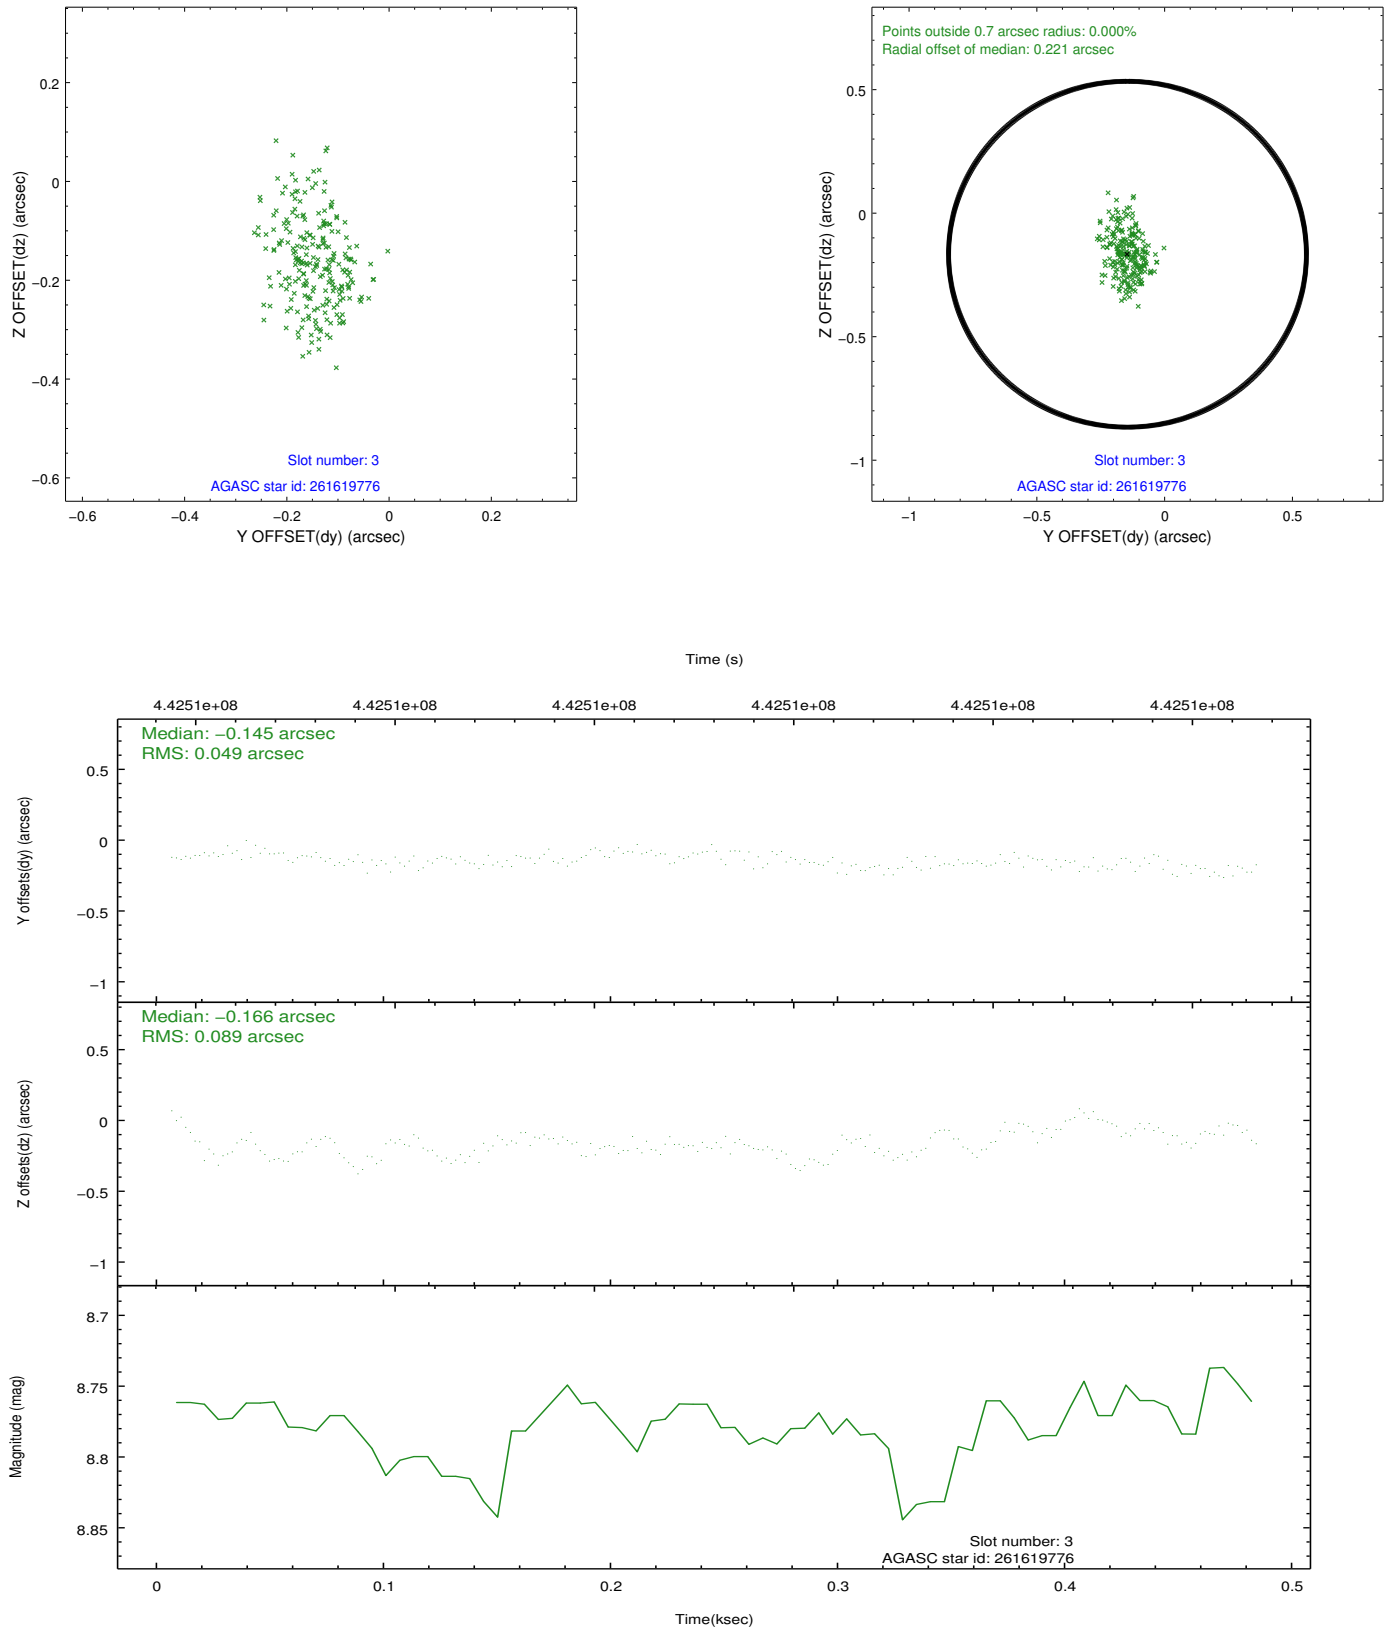 0.2
0
−0.2
−0.4
−0.6
Z OFFSET(dz) (arcsec)
Slot number: 3
AGASC star id: 261619776
−0.6 −0.4 −0.2 0 0.2
Y OFFSET(dy) (arcsec)
Points outside 0.7 arcsec radius: 0.000%
Radial offset of median: 0.221 arcsec
0.5
0
−0.5
−1
Z OFFSET(dz) (arcsec)
Slot number: 3
AGASC star id: 261619776
−1 −0.5 0 0.5
Y OFFSET(dy) (arcsec)
Time (s)
4.4251e+08 4.4251e+08 4.4251e+08 4.4251e+08 4.4251e+08 4.4251e+08
Median: −0.145 arcsec
RMS: 0.049 arcsec
0.5
0
−0.5
−1
Y offsets(dy) (arcsec)
Median: −0.166 arcsec
RMS: 0.089 arcsec
0.5
0
−0.5
−1
Z offsets(dz) (arcsec)
8.7
8.75
8.8
8.85
Magnitude (mag)
Slot number: 3
AGASC star id: 261619776
0 0.1 0.2 0.3 0.4 0.5
Time(ksec)